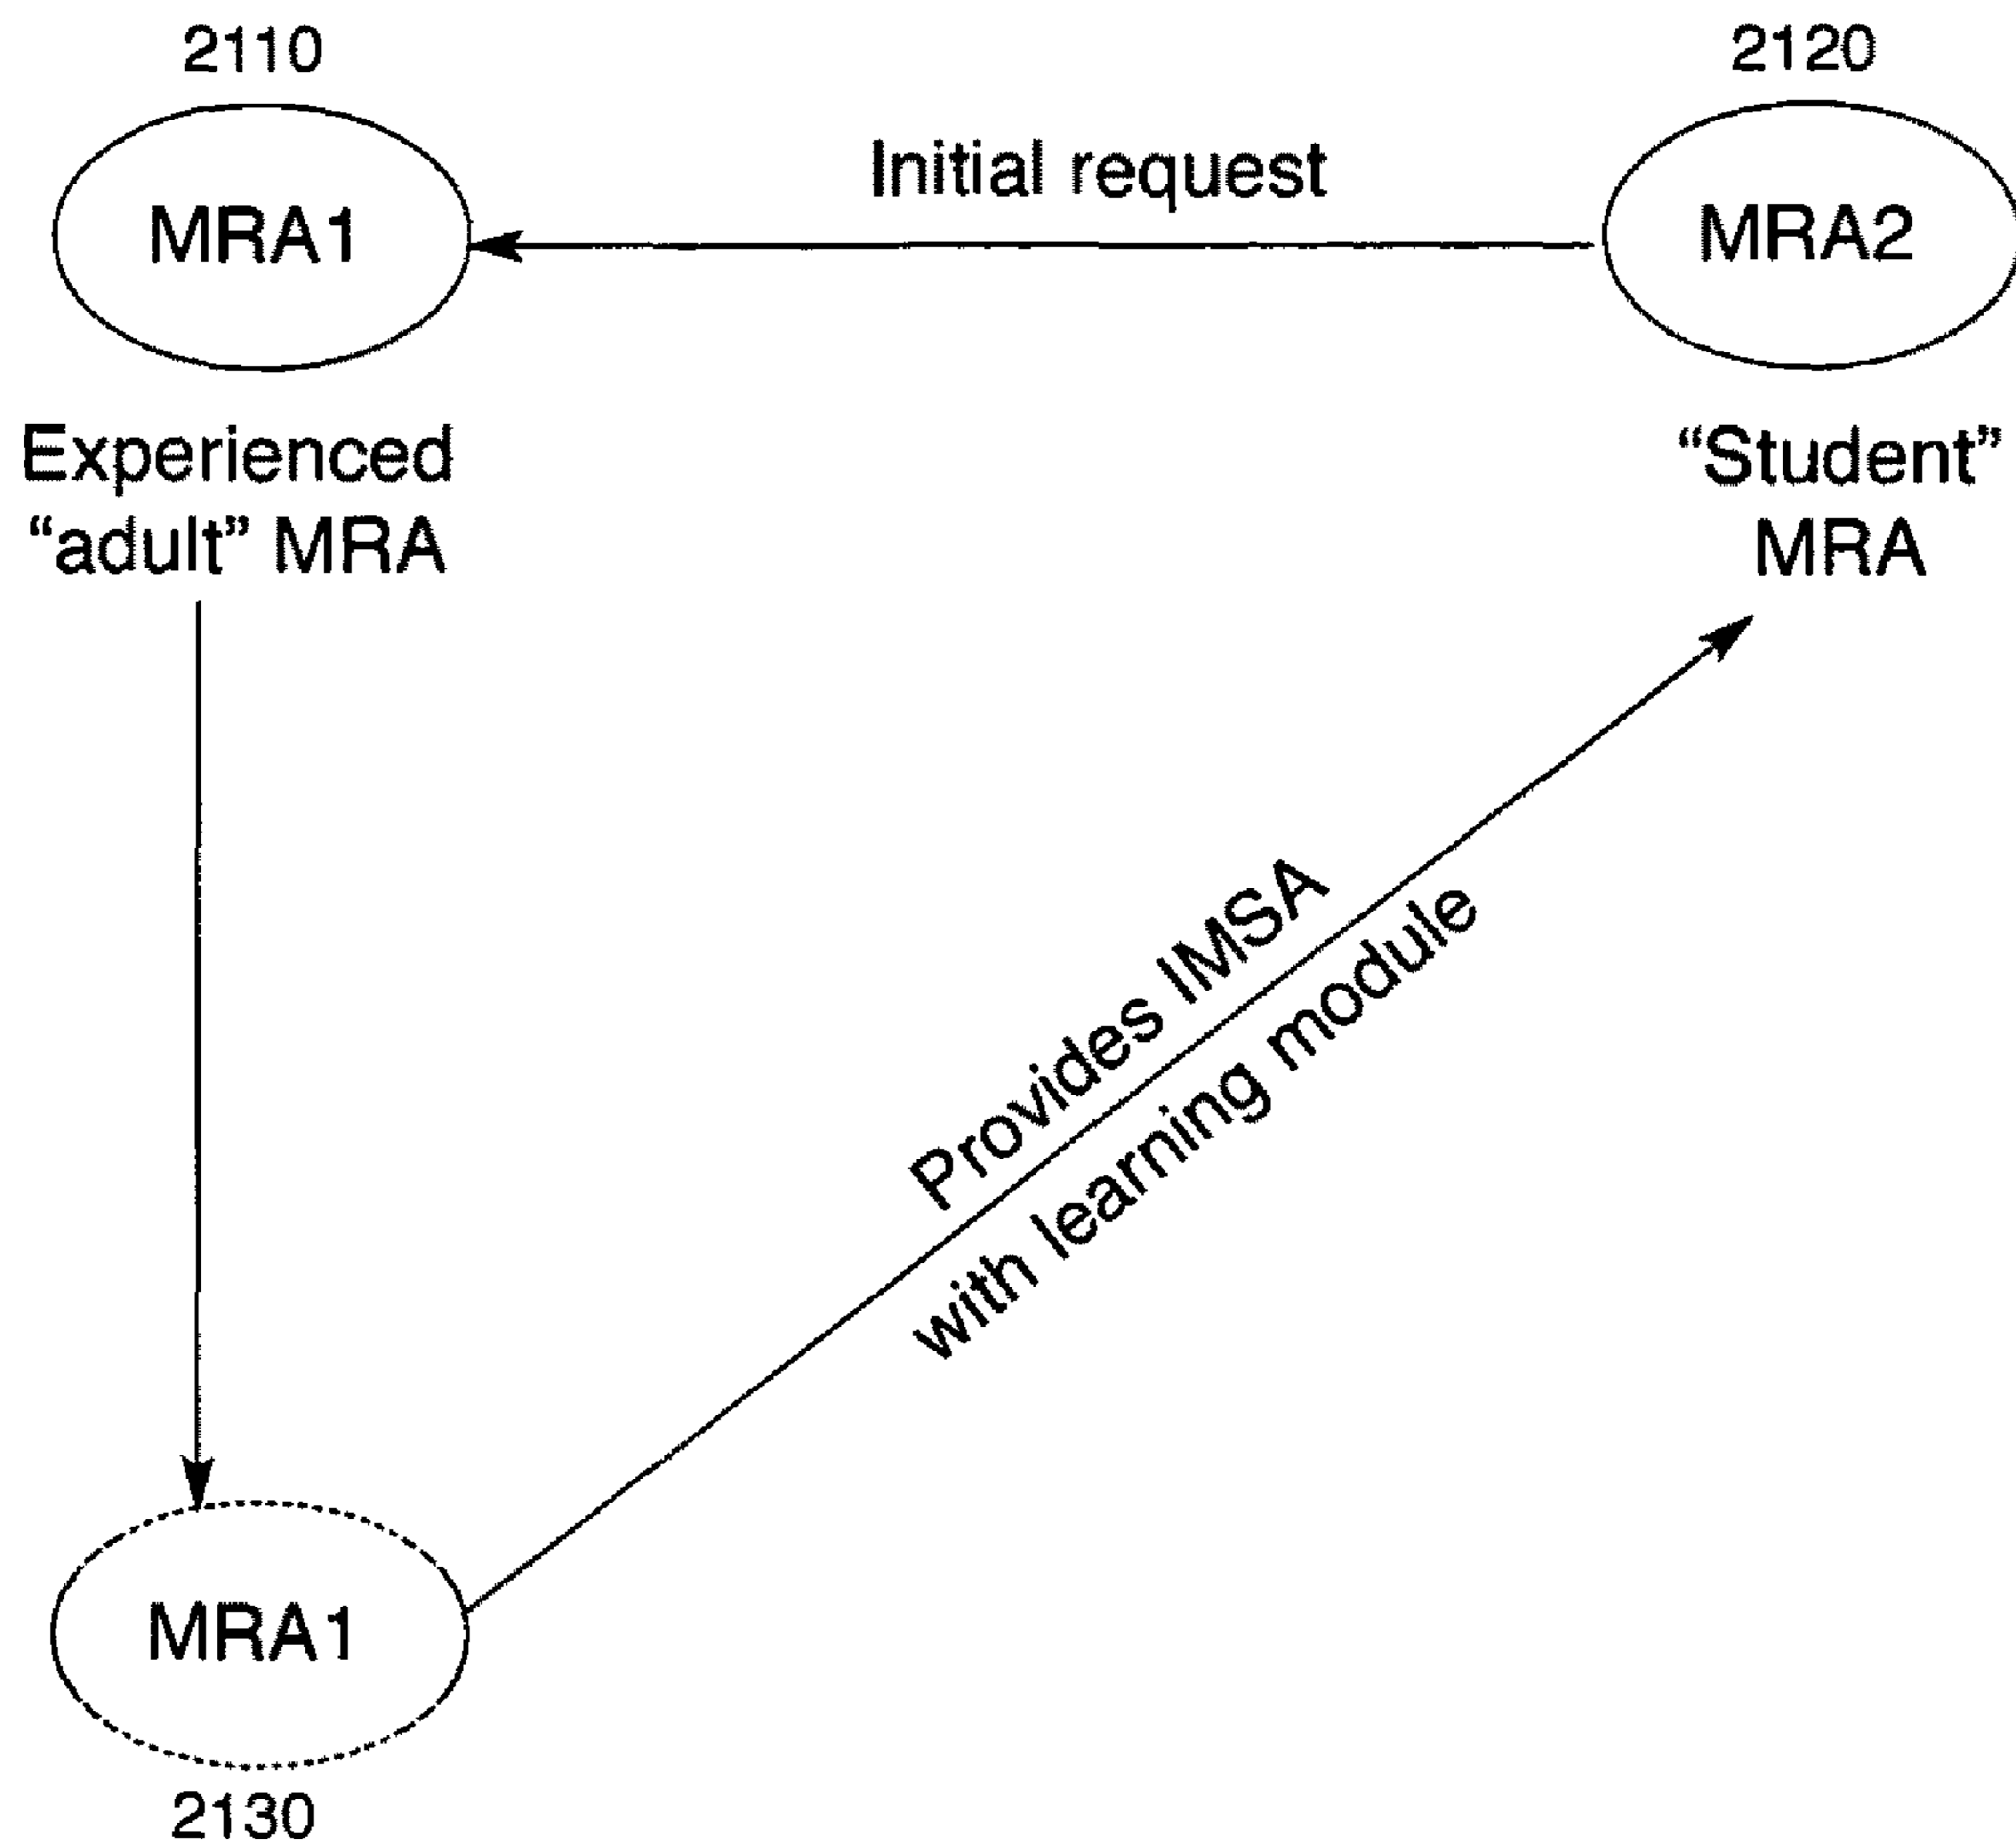 2110
2120
Initial request
MRA1
MRA2
Experienced
“adult” MRA
“Student”
MRA
Provides IMSA
with learning module
MRA1
2130